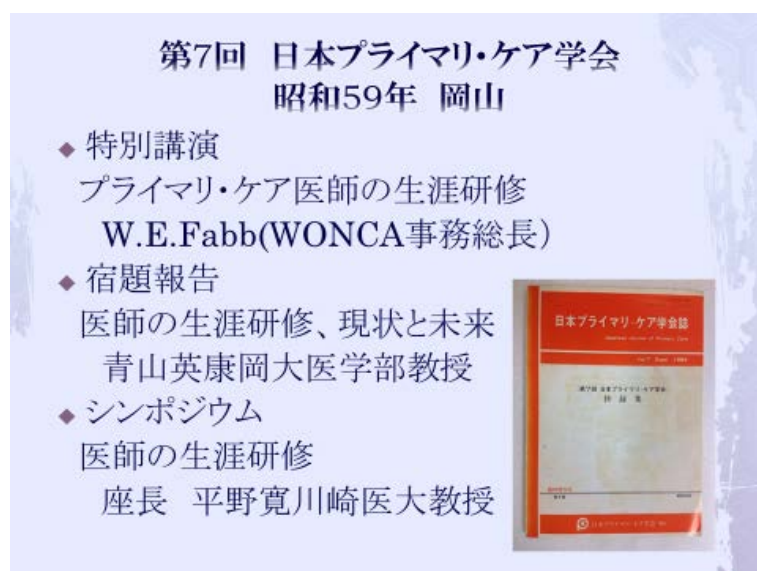 第7回 日本プライマリ・ケア学会
昭和59年 岡山
◆ 特別講演
プライマリ・ケア医師の生涯研修
W.E.Fabb(WONCA事務総長)
◆ 宿題報告
医師の生涯研修、現状と未来
青山英康岡大医学部教授
◆ シンポジウム
医師の生涯研修
座長 平野寛川崎医大教授
日本プライマリ・ケア学会誌
第7回 日本プライマリ・ケア学会
抄録集